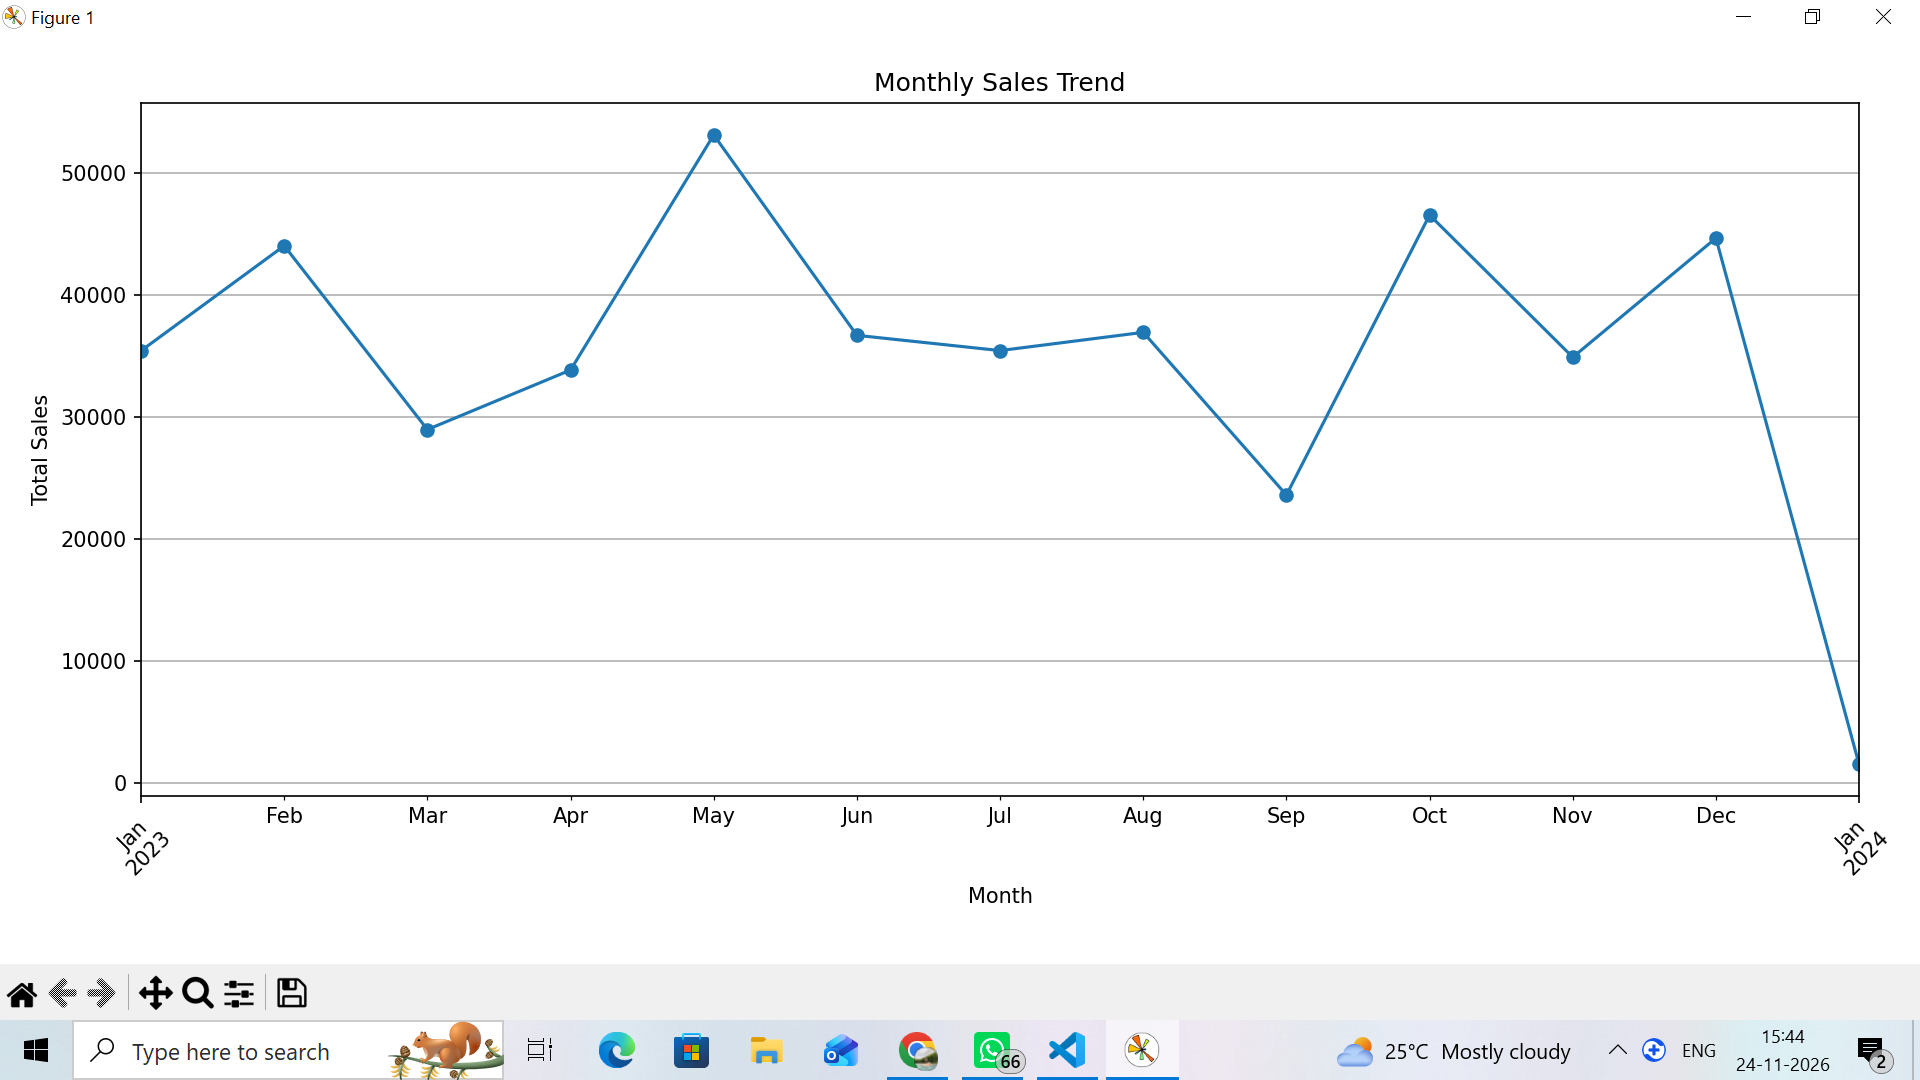 Figure 1
Monthly Sales Trend
50000
40000
30000
20000
10000
0
Total Sales
Jan
2023
Feb
Mar
Apr
May
Jun
Jul
Aug
Sep
Oct
Nov
Dec
Jan
2024
Month
Type here to search
66
25°C Mostly cloudy
ENG
15:44
24-11-2026
2